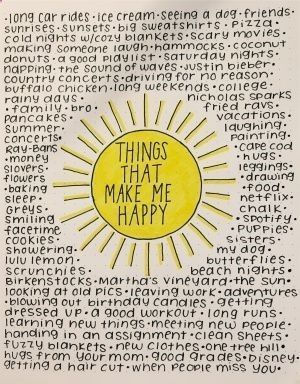 ·long car rides·ice cream·seeing a dog·friends·
sunrises·sunsets·bro sweatshirts·pizza·
cold nights w/cozy blankets·scary movies·
making someone laugh·hammocks·coconut
donuts·a good playlist·saturday nights·
napping·the sound of waves·justin bieber·
country concerts·driving for no reason·
buffalo chicken·long weekends·college·
rainy days· nicholas sparks
·family·bro· fried ravs·
pancakes· vacations·
summer· laughing·
concerts· painting·
Ray-Bans· cape cod
·money ·hugs·
slovers· leggings·
flowers ·drawing
·baking ·food·
sleep· netflix·
Greys· chalk
smiling ·spotify·
facetime puppies·
cookies· sisters·
showering· my dog·
lulu lemon· butterflies·
scrunchies· beach nights·
THINGS
THAT
MAKE ME
HAPPY
Birkenstocks·Martha's Vineyard·the sun·
looking at old pics·leaving work·adventures
blowing out birthday candles·getting
dressed up·a good workout·long runs·
learning new things·meeting new people·
handing in an assignment·clean sheets·
fuzzy blankets·new clothes·one tree hill·
hugs from your mom·good grades·Disney·
getting a hair cut·when people miss you·